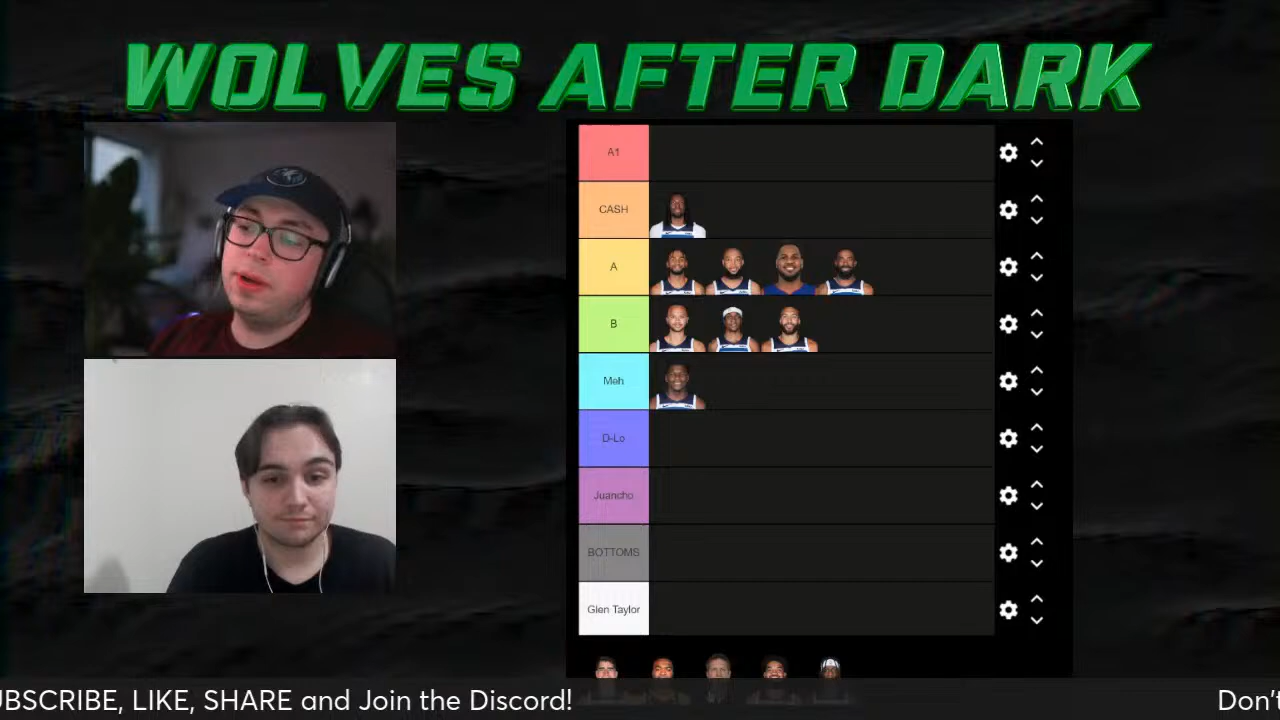 WOLVES AFTER DARK
A1
CASH
A
B
Meh
D-Lo
Juancho
BOTTOMS
Glen Taylor
UBSCRIBE, LIKE, SHARE and Join the Discord!
Don't